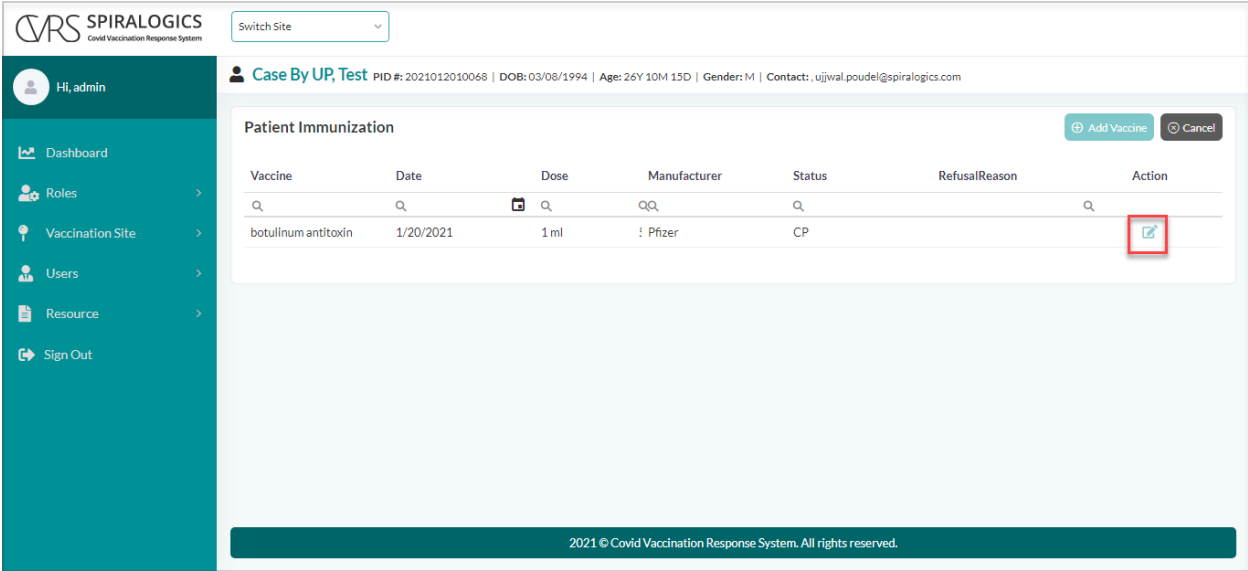 CVRS SPIRALOGICS
Covid Vaccination Response System
Switch Site
Hi, admin
Case By UP, Test PID #: 2021012010068 | DOB: 03/08/1994 | Age: 26Y 10M 15D | Gender: M | Contact: , ujjwal.poudel@spiralogics.com
Patient Immunization
Add Vaccine
Cancel
Dashboard
Roles
Vaccination Site
Users
Resource
Sign Out
Vaccine Date Dose Manufacturer Status RefusalReason Action
botulinum antitoxin 1/20/2021 1 ml Pfizer CP
2021 © Covid Vaccination Response System. All rights reserved.